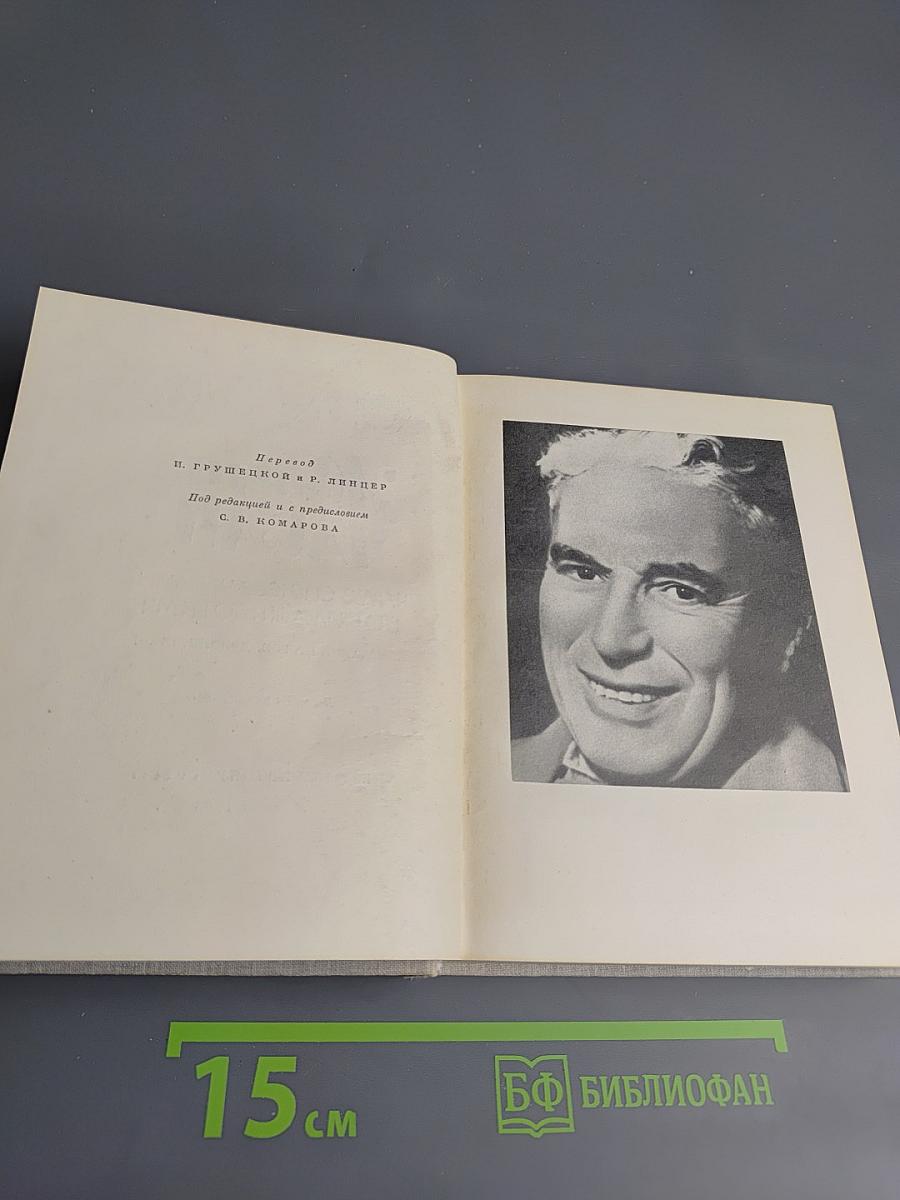 Перевод
И. ГРУШЕЦКОЙ и Р. ЛИНЦЕР
Под редакцией и с предисловием
С. В. КОМАРОВА
15 см
БФ БИБЛИОФАН